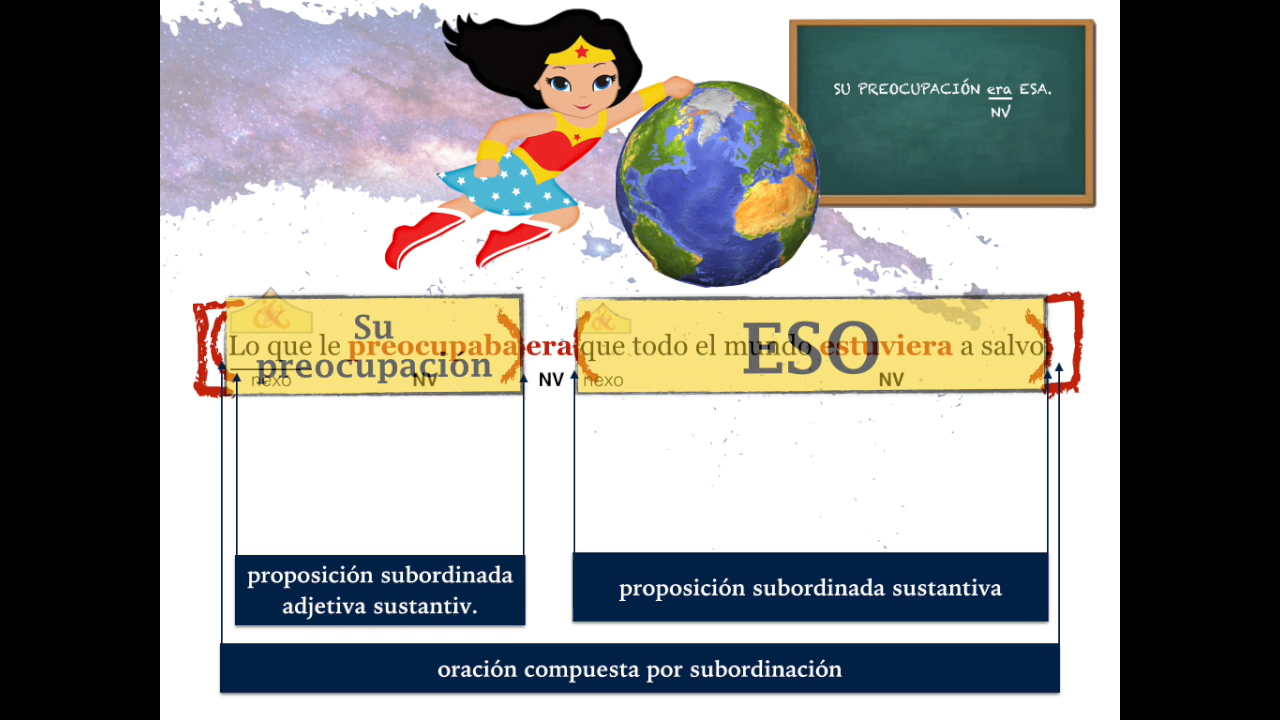 SU PREOCUPACIÓN era ESA.
NV
&
&
Su
preocupación
ESO
Lo que le preocupaba era que todo el mundo estuviera a salvo
nexo NV NV nexo NV
proposición subordinada
adjetiva sustantiv.
proposición subordinada sustantiva
oración compuesta por subordinación